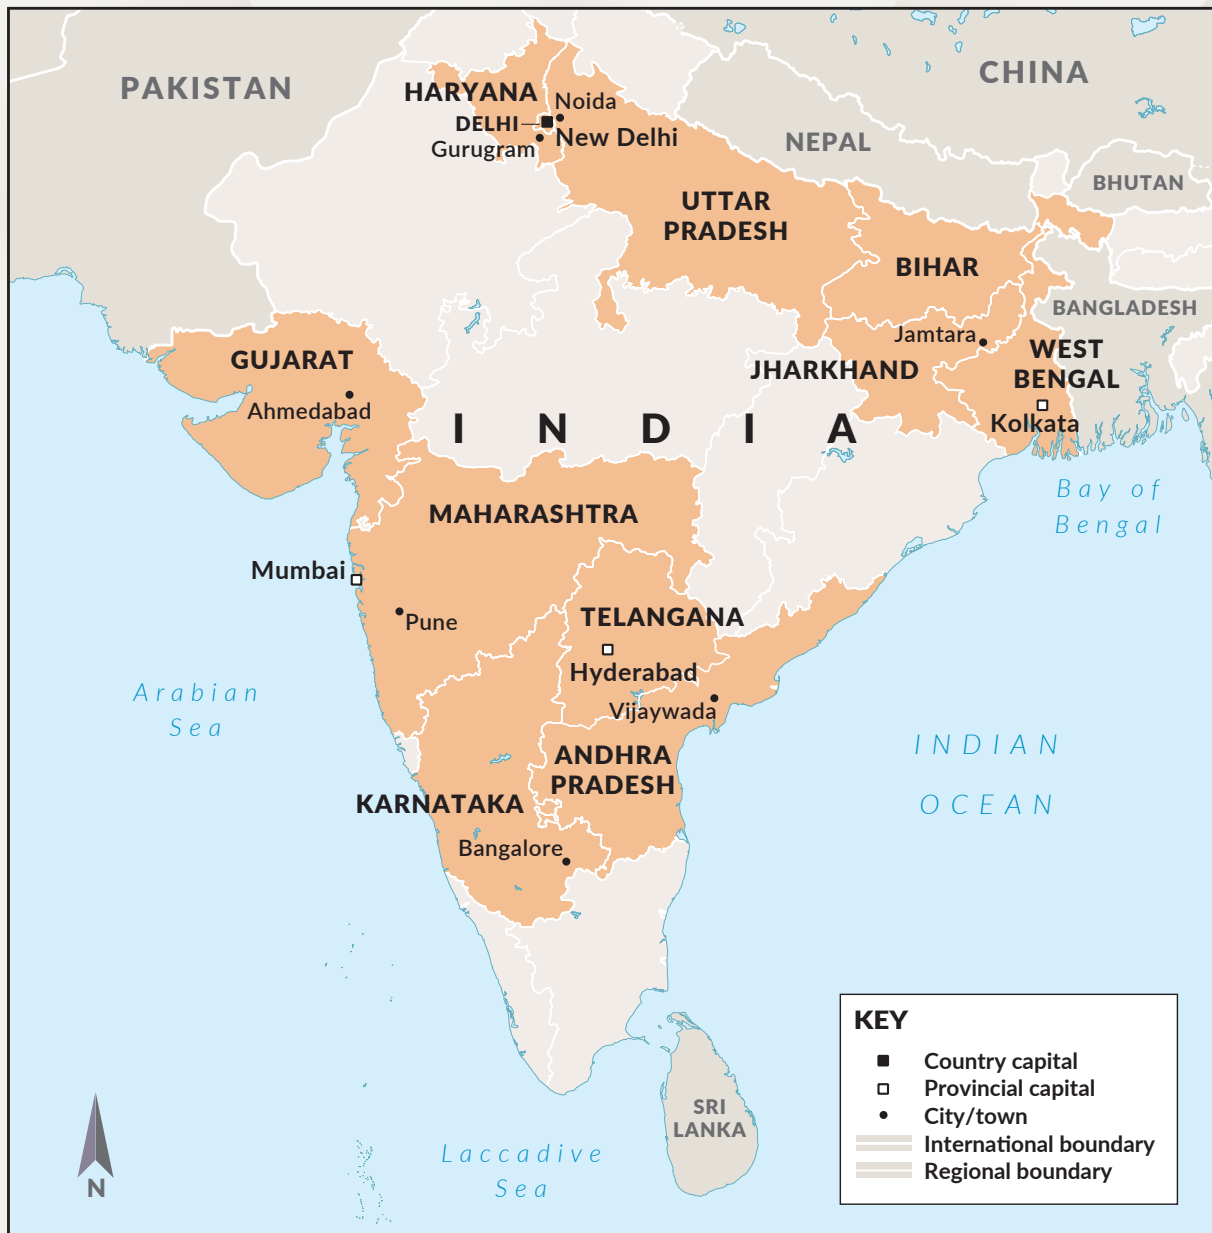 PAKISTAN
CHINA
HARYANA
Noida
DELHI
New Delhi
Gurugram
NEPAL
BHUTAN
UTTAR
PRADESH
BIHAR
BANGLADESH
Jamtara
WEST
BENGAL
GUJARAT
JHARKHAND
Ahmedabad
Kolkata
INDIA
Bay of
Bengal
MAHARASHTRA
Mumbai
Pune
TELANGANA
Hyderabad
Arabian
Sea
Vijaywada
ANDHRA
PRADESH
INDIAN
OCEAN
KARNATAKA
Bangalore
SRI
LANKA
Laccadive
Sea
N
KEY
Country capital
Provincial capital
City/town
International boundary
Regional boundary